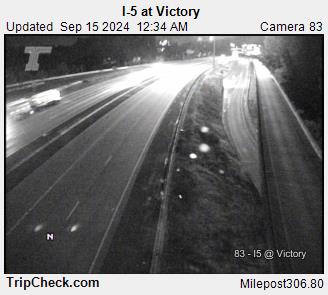 I-5 at Victory
Updated Sep 15 2024 12:34 AM Camera 83
T
N
83 - I5 @ Victory
TripCheck.com Milepost306.80